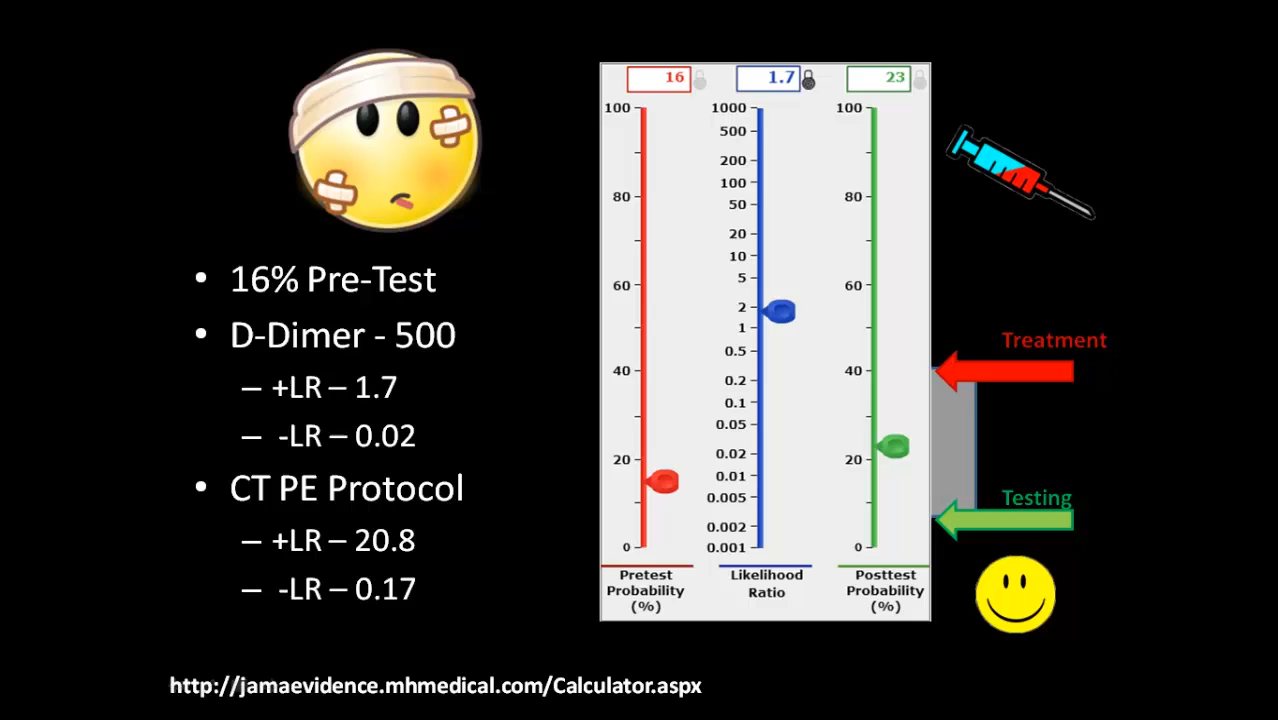 • 16% Pre-Test
• D-Dimer - 500
– +LR – 1.7
– -LR – 0.02
• CT PE Protocol
– +LR – 20.8
– -LR – 0.17
16
1.7
23
100
80
60
40
20
0
1000
500
200
100
50
20
10
5
2
1
0.5
0.2
0.1
0.05
0.02
0.01
0.005
0.002
0.001
100
80
60
40
20
0
Pretest
Probability
(%)
Likelihood
Ratio
Posttest
Probability
(%)
Treatment
Testing
http://jamaevidence.mhmedical.com/Calculator.aspx